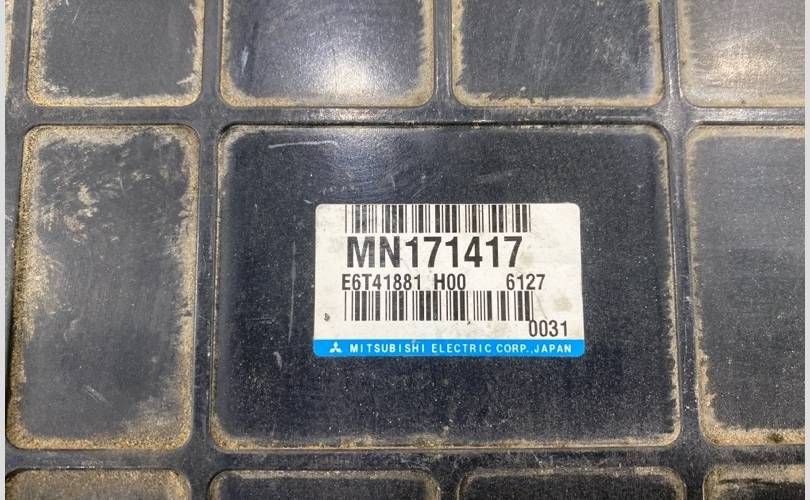 MN171417
E6T41881 H00 6127
0031
MITSUBISHI ELECTRIC CORP.,JAPAN